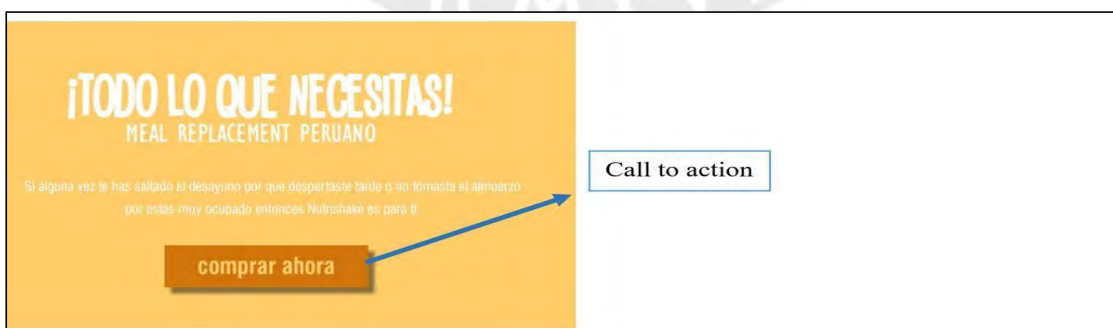 ¡TODO LO QUE NECESITAS!
MEAL REPLACEMENT PERUANO
Si alguna vez te has saltado el desayuno por que despertaste tarde o no tomaste el almuerzo
por estas muy ocupado entonces Nutrishake es para ti
comprar ahora
Call to action